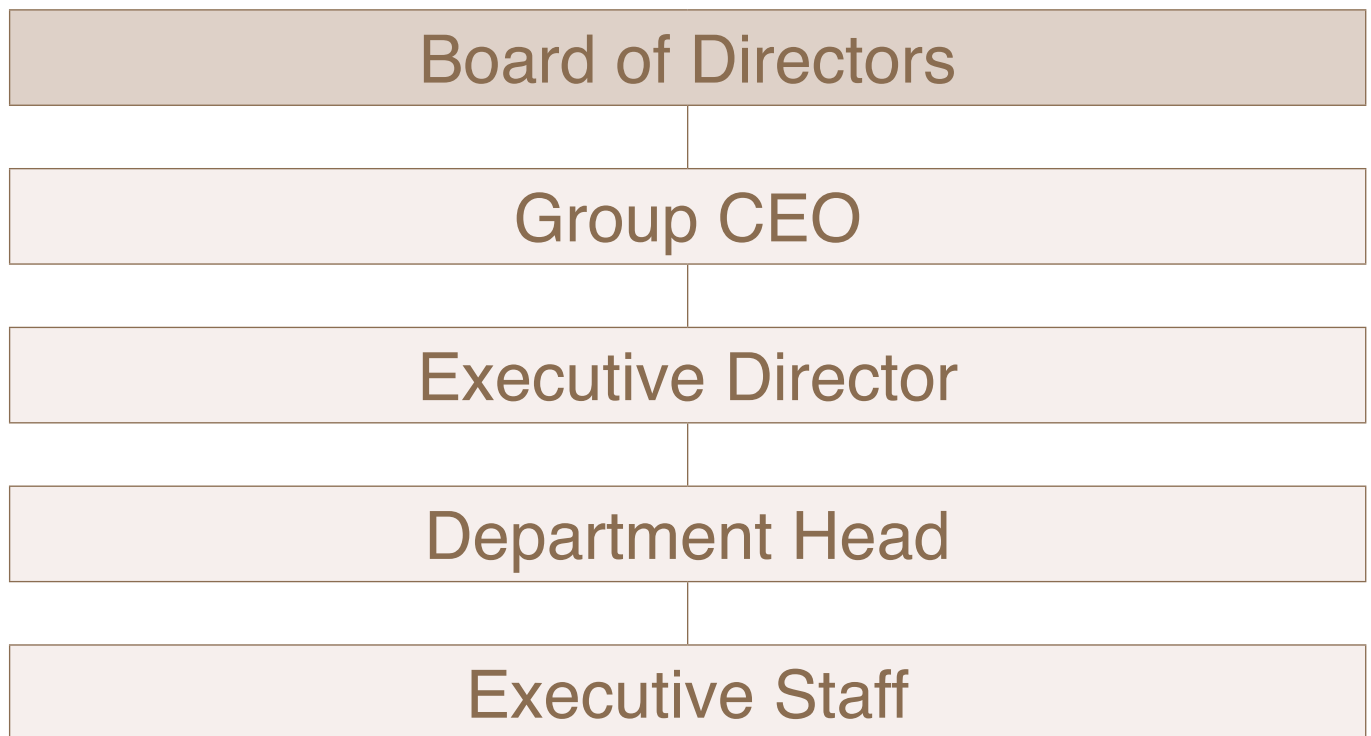 Board of Directors
Group CEO
Executive Director
Department Head
Executive Staff